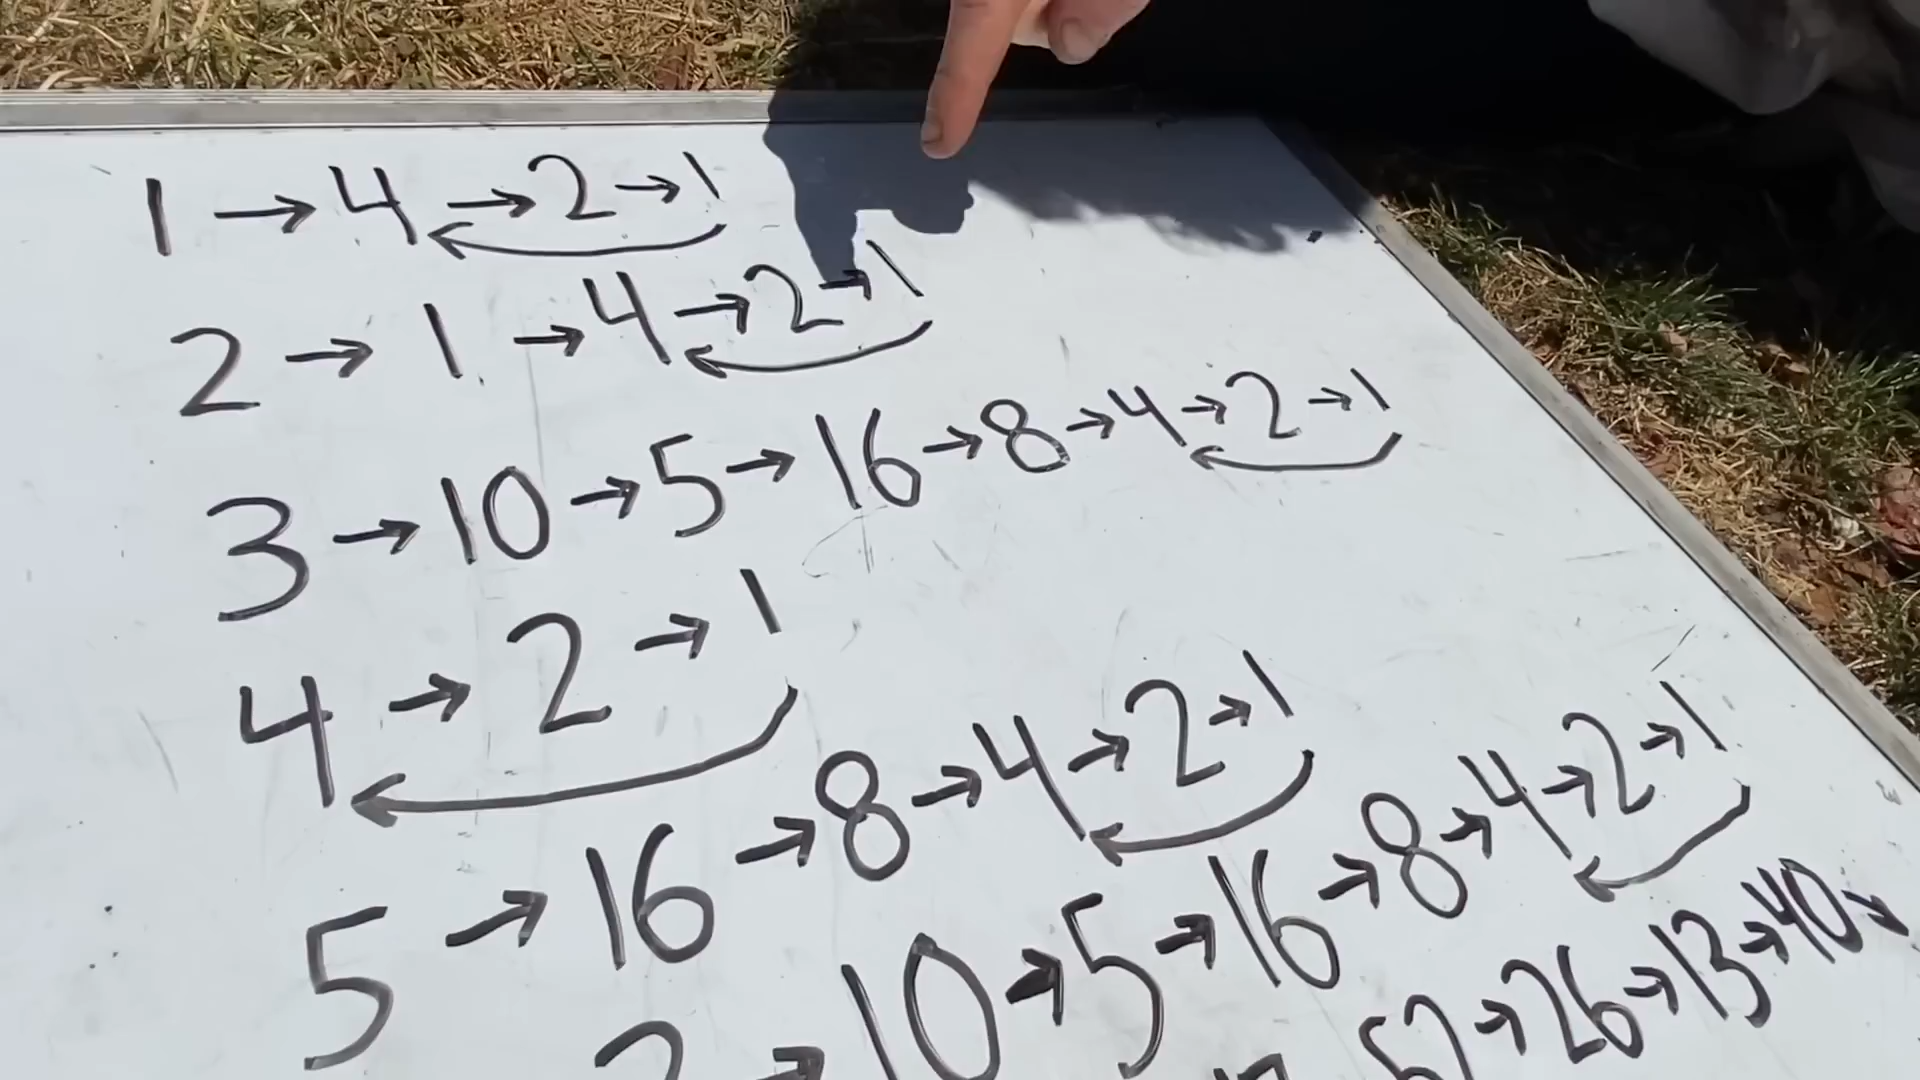 1 → 4 → 2 → 1
2 → 1 → 4 → 2 → 1
3 → 10 → 5 → 16 → 8 → 4 → 2 → 1
4 → 2 → 1
5 → 16 → 8 → 4 → 2 → 1
3 → 10 → 5 → 16 → 8 → 4 → 2 → 1
→ 26 → 13 → 40 →